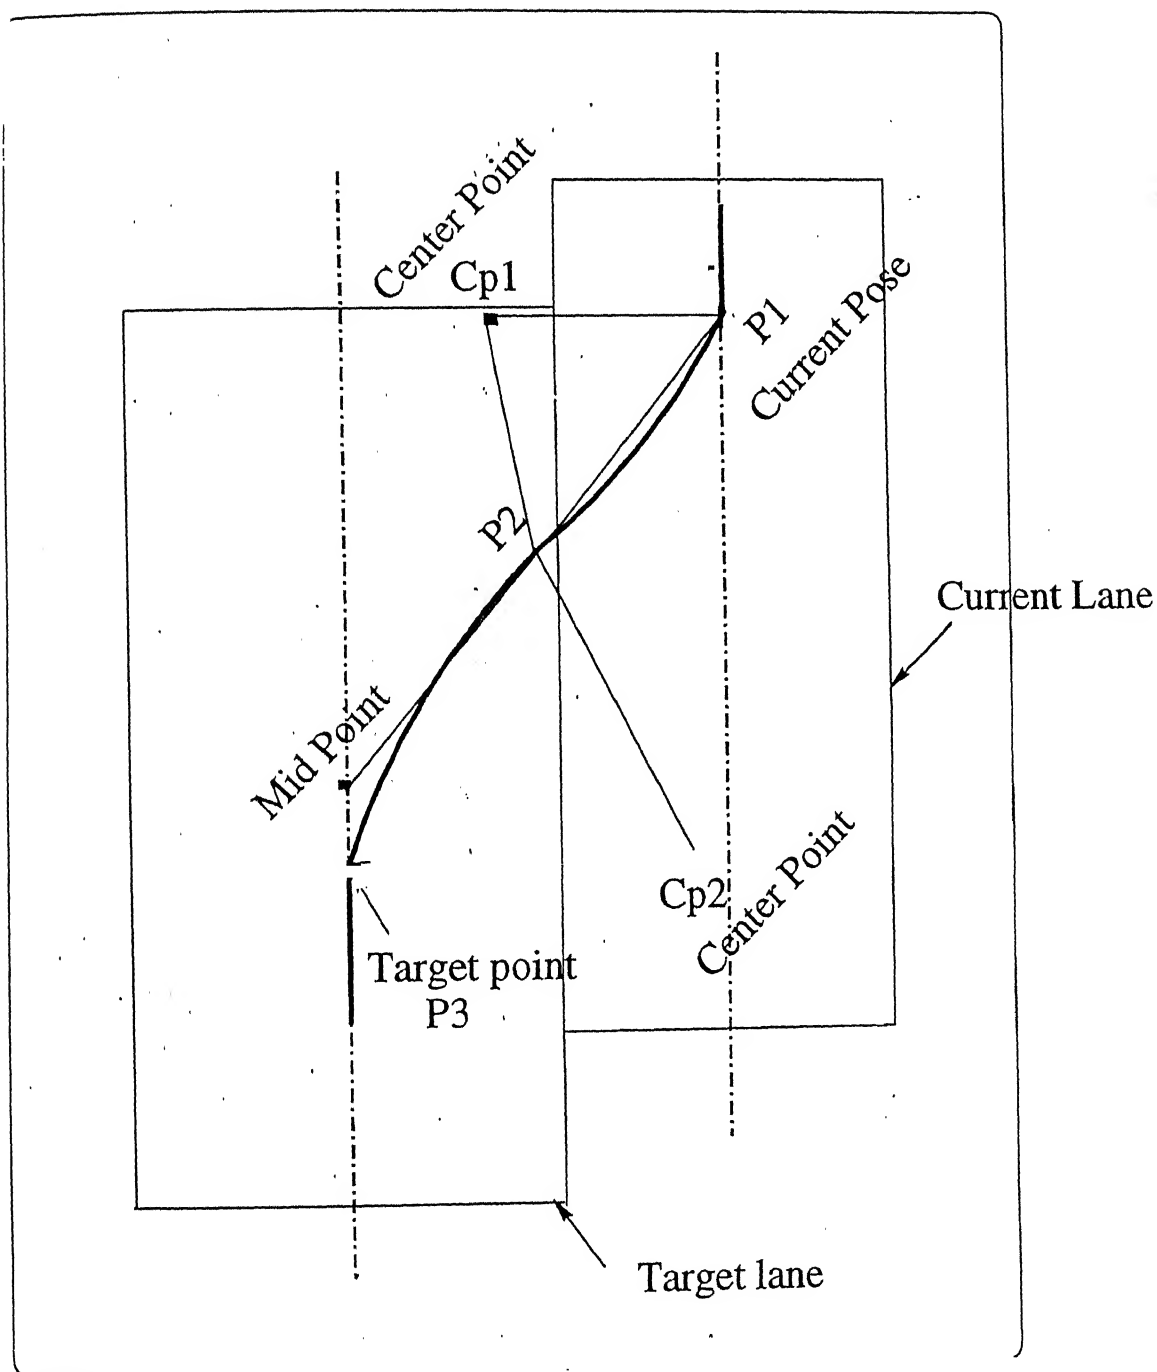 Center Point
Cp1
P1
Current Pose
P2
Current Lane
Mid Point
Cp2
Center Point
Target point
P3
Target lane